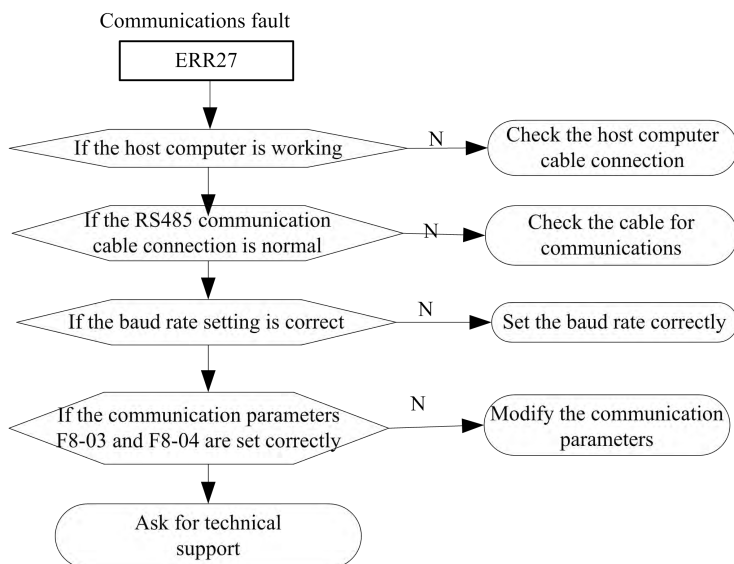 Communications fault
ERR27
If the host computer is working
N
Check the host computer
cable connection
If the RS485 communication
cable connection is normal
N
Check the cable for
communications
If the baud rate setting is correct
N
Set the baud rate correctly
If the communication parameters
F8-03 and F8-04 are set correctly
N
Modify the communication
parameters
Ask for technical
support